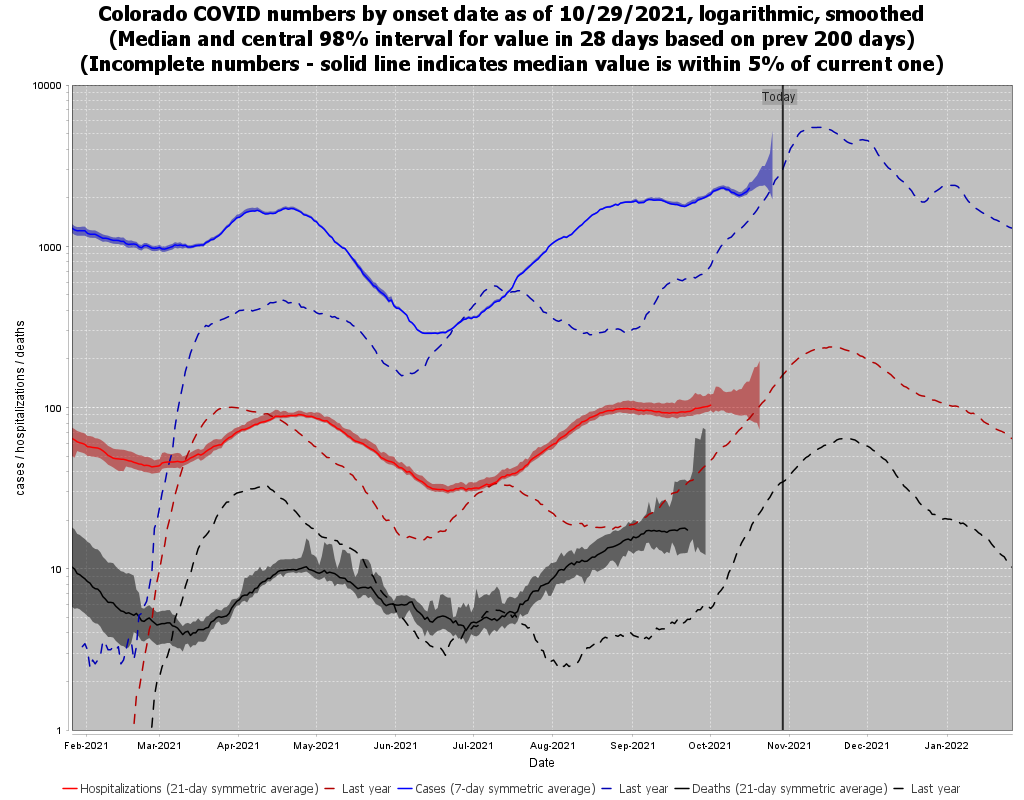 Colorado COVID numbers by onset date as of 10/29/2021, logarithmic, smoothed
(Median and central 98% interval for value in 28 days based on prev 200 days)
(Incomplete numbers - solid line indicates median value is within 5% of current one)
Today
10000
1000
100
10
1
cases / hospitalizations / deaths
Feb-2021 Mar-2021 Apr-2021 May-2021 Jun-2021 Jul-2021 Aug-2021 Sep-2021 Oct-2021 Nov-2021 Dec-2021 Jan-2022
Date
Hospitalizations (21-day symmetric average) Last year Cases (7-day symmetric average) Last year Deaths (21-day symmetric average) Last year